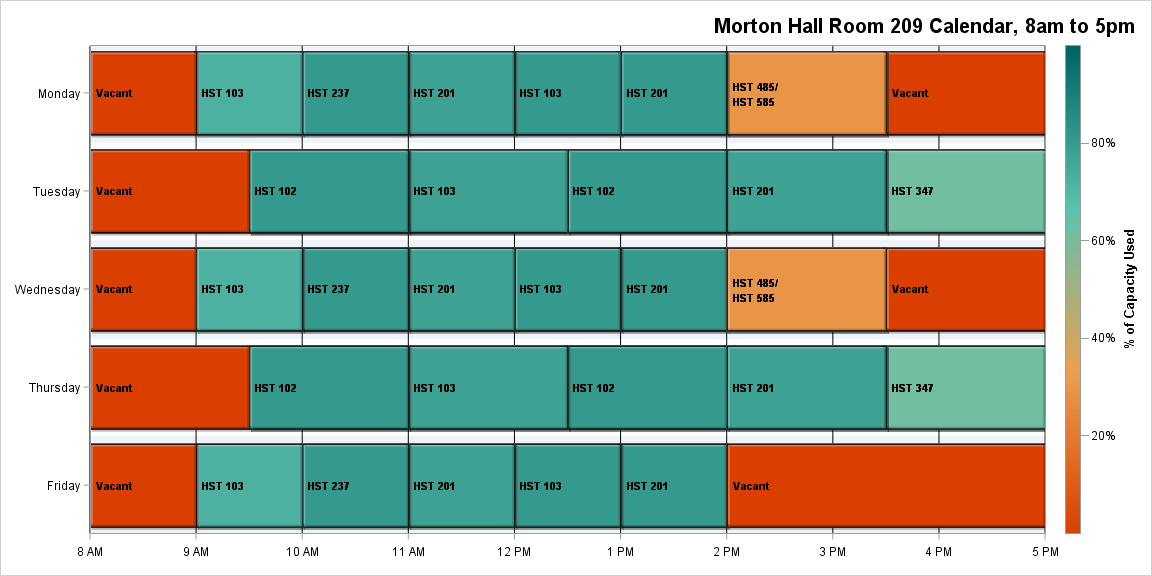 Morton Hall Room 209 Calendar, 8am to 5pm
Monday
Vacant
HST 103
HST 237
HST 201
HST 103
HST 201
HST 485/
HST 585
Vacant
Tuesday
Vacant
HST 102
HST 103
HST 102
HST 201
HST 347
Wednesday
Vacant
HST 103
HST 237
HST 201
HST 103
HST 201
HST 485/
HST 585
Vacant
Thursday
Vacant
HST 102
HST 103
HST 102
HST 201
HST 347
Friday
Vacant
HST 103
HST 237
HST 201
HST 103
HST 201
Vacant
8 AM
9 AM
10 AM
11 AM
12 PM
1 PM
2 PM
3 PM
4 PM
5 PM
80%
60%
40%
20%
% of Capacity Used